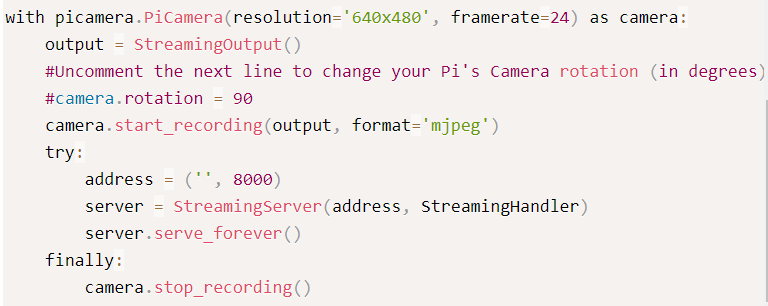 with picamera.PiCamera(resolution='640x480', framerate=24) as camera:
    output = StreamingOutput()
    #Uncomment the next line to change your Pi's Camera rotation (in degrees)
    #camera.rotation = 90
    camera.start_recording(output, format='mjpeg')
    try:
        address = ('', 8000)
        server = StreamingServer(address, StreamingHandler)
        server.serve_forever()
    finally:
        camera.stop_recording()